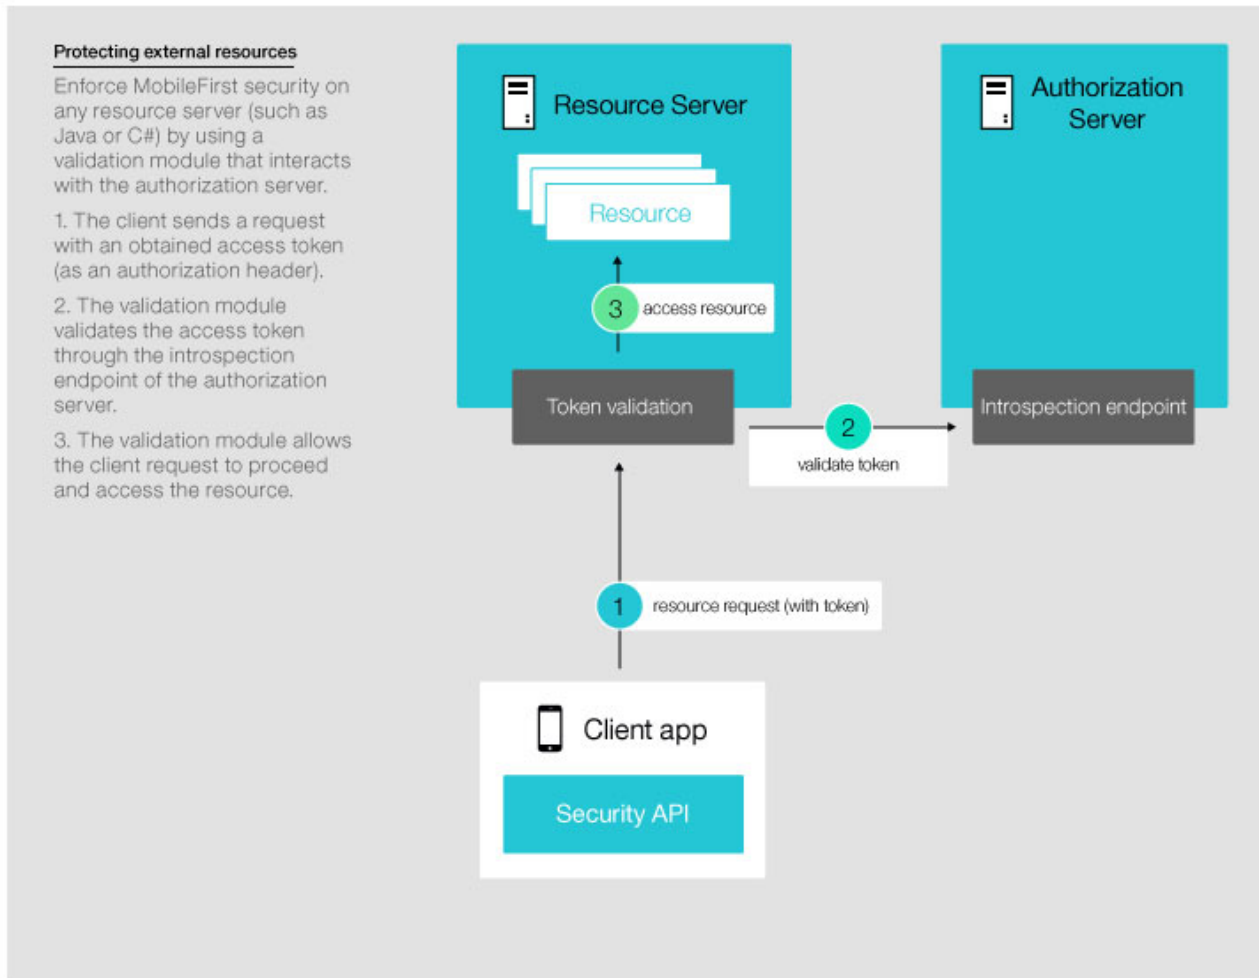 Protecting external resources
Enforce MobileFirst security on
any resource server (such as
Java or C#) by using a
validation module that interacts
with the authorization server.
1. The client sends a request
with an obtained access token
(as an authorization header).
2. The validation module
validates the access token
through the introspection
endpoint of the authorization
server.
3. The validation module allows
the client request to proceed
and access the resource.
Resource Server
Resource
3 access resource
Token validation
Authorization
Server
Introspection endpoint
2
validate token
1 resource request (with token)
Client app
Security API